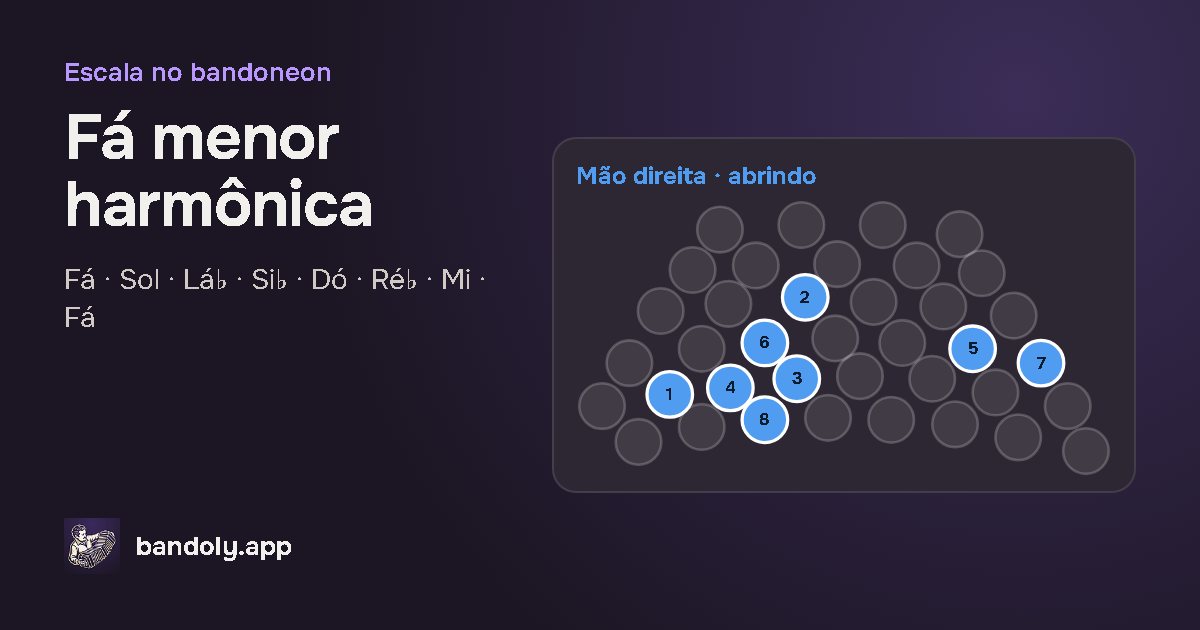 Escala no bandoneon
Fá menor
harmônica
Fá · Sol · Lá♭ · Si♭ · Dó · Ré♭ · Mi ·
Fá
Mão direita · abrindo
2
6
5
7
3
4
1
8
bandoly.app